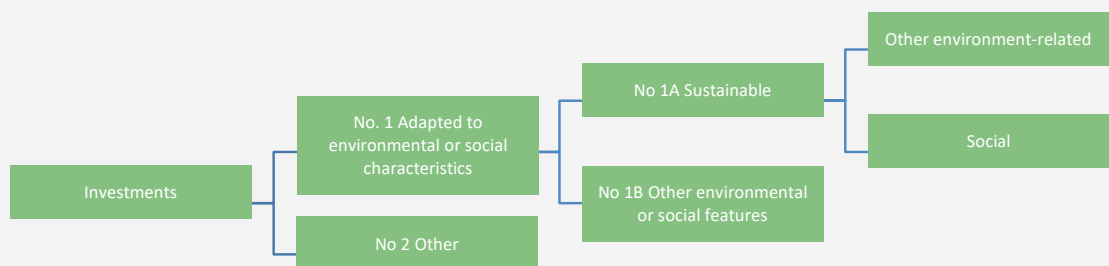 Investments
No. 1 Adapted to
environmental or social
characteristics
No 2 Other
No 1A Sustainable
No 1B Other environmental
or social features
Other environment-related
Social